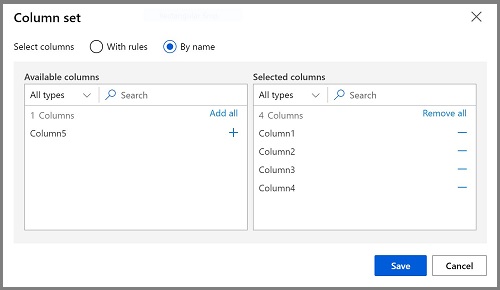 Column set
Select columns With rules By name
Available columns
All types Search
1 Columns Add all
Column5
Selected columns
All types Search
4 Columns Remove all
Column1
Column2
Column3
Column4
Save Cancel